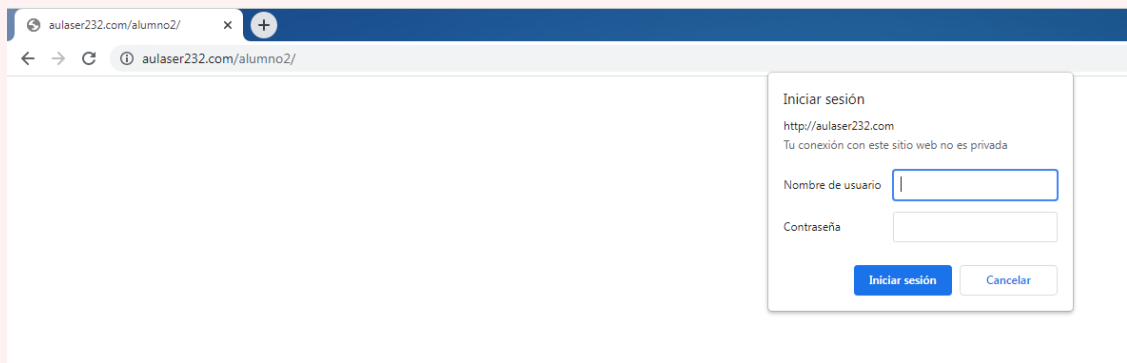 aulaser232.com/alumno2/
aulaser232.com/alumno2/
Iniciar sesión
http://aulaser232.com
Tu conexión con este sitio web no es privada
Nombre de usuario
Contraseña
Iniciar sesión Cancelar